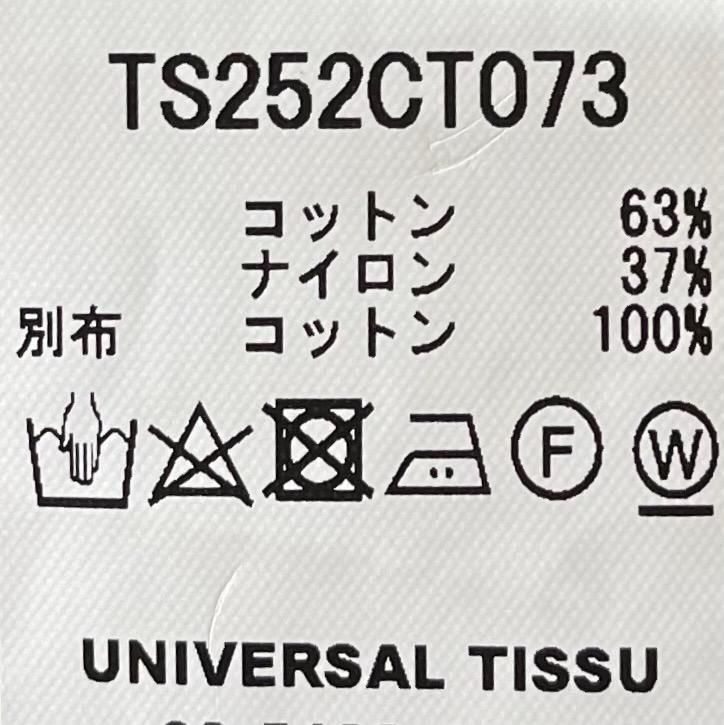 TS252CT073
コットン 63%
ナイロン 37%
別布 コットン 100%
F W
UNIVERSAL TISSU